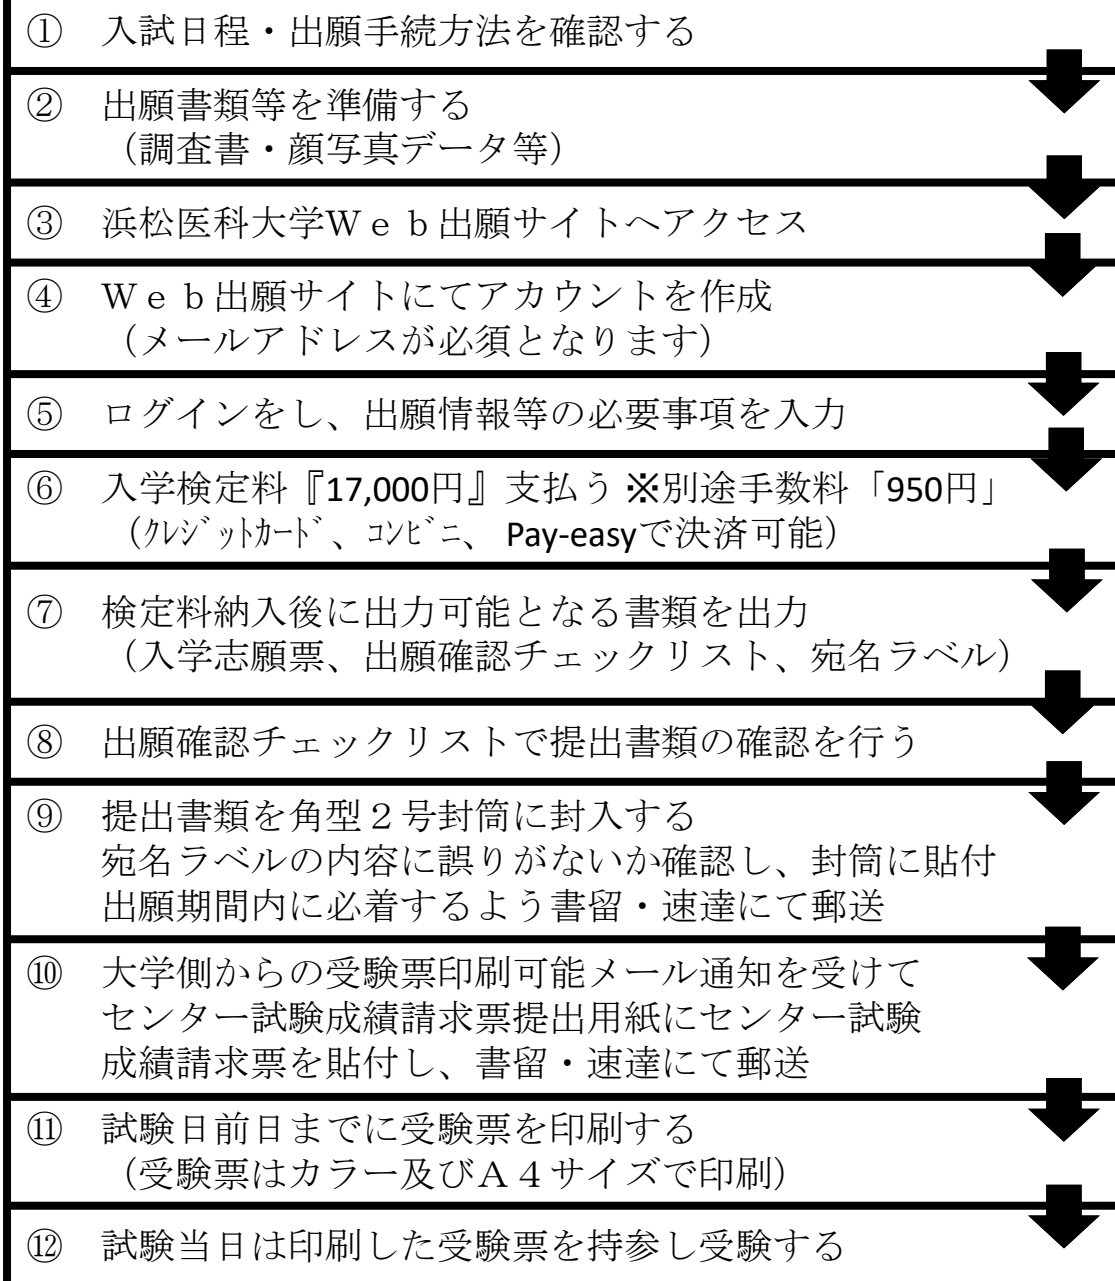 ① 入試日程・出願手続方法を確認する
② 出願書類等を準備する
（調査書・顔写真データ等）
③ 浜松医科大学Ｗｅｂ出願サイトへアクセス
④ Ｗｅｂ出願サイトにてアカウントを作成
（メールアドレスが必須となります）
⑤ ログインをし、出願情報等の必要事項を入力
⑥ 入学検定料『17,000円』支払う ※別途手数料「950円」
（ｸﾚｼﾞｯﾄｶｰﾄﾞ、ｺﾝﾋﾞﾆ、 Pay-easyで決済可能）
⑦ 検定料納入後に出力可能となる書類を出力
（入学志願票、出願確認チェックリスト、宛名ラベル）
⑧ 出願確認チェックリストで提出書類の確認を行う
⑨ 提出書類を角型２号封筒に封入する
宛名ラベルの内容に誤りがないか確認し、封筒に貼付
出願期間内に必着するよう書留・速達にて郵送
⑩ 大学側からの受験票印刷可能メール通知を受けて
センター試験成績請求票提出用紙にセンター試験
成績請求票を貼付し、書留・速達にて郵送
⑪ 試験日前日までに受験票を印刷する
（受験票はカラー及びＡ４サイズで印刷）
⑫ 試験当日は印刷した受験票を持参し受験する